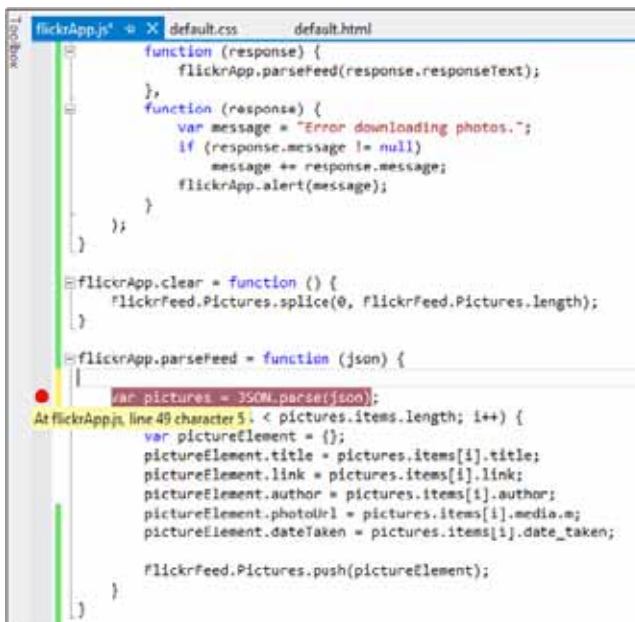 Toolbox
flickrApp.js* X default.css default.html
function (response) {
flickrApp.parseFeed(response.responseText);
},
function (response) {
var message = "Error downloading photos.";
if (response.message != null)
message += response.message;
flickrApp.alert(message);
}
);
}
flickrApp.clear = function () {
flickrFeed.Pictures.splice(0, flickrFeed.Pictures.length);
}
flickrApp.parseFeed = function (json) {
var pictures = JSON.parse(json);
At flickrApp.js, line 49 character 5 . < pictures.items.length; i++) {
var pictureElement = {};
pictureElement.title = pictures.items[i].title;
pictureElement.link = pictures.items[i].link;
pictureElement.author = pictures.items[i].author;
pictureElement.photoUrl = pictures.items[i].media.m;
pictureElement.dateTaken = pictures.items[i].date_taken;
flickrFeed.Pictures.push(pictureElement);
}
}